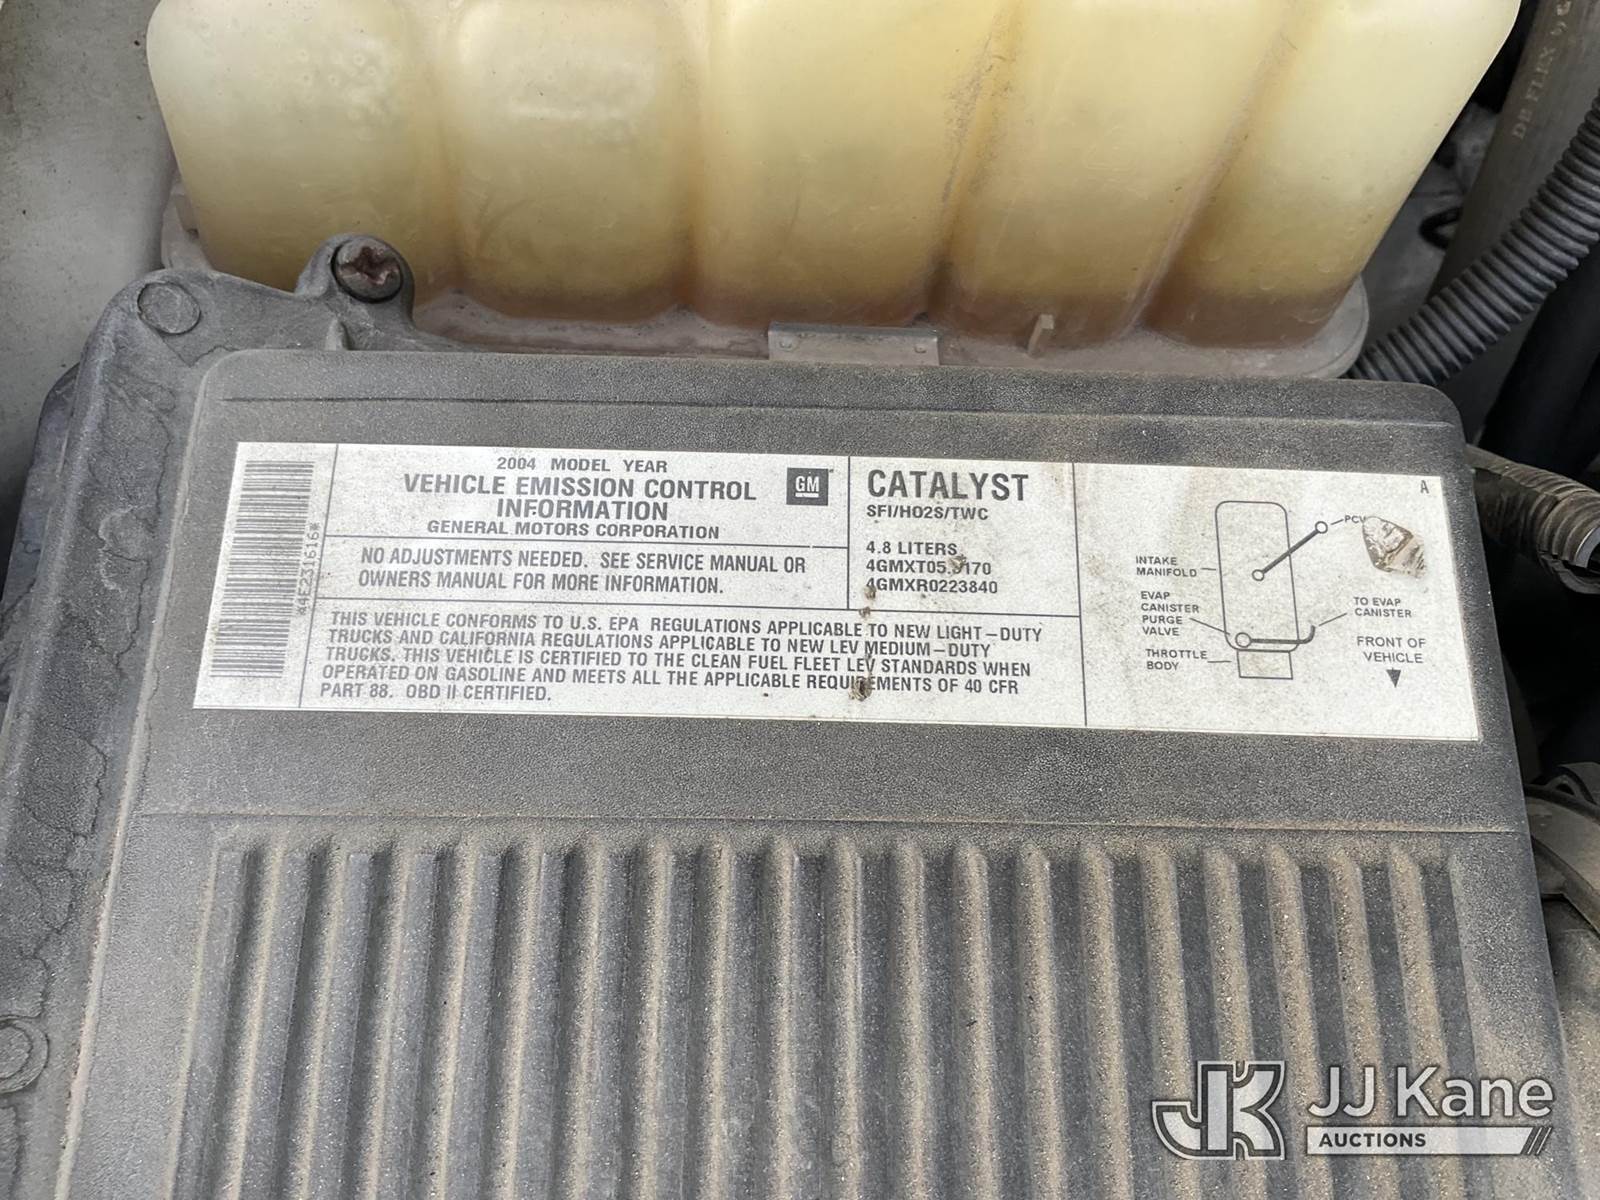 DB FLEX
2004 MODEL YEAR
VEHICLE EMISSION CONTROL
INFORMATION
GENERAL MOTORS CORPORATION
GM
NO ADJUSTMENTS NEEDED. SEE SERVICE MANUAL OR
OWNERS MANUAL FOR MORE INFORMATION.
*4E231616*
CATALYST
SFI/HO2S/TWC
4.8 LITERS
4GMXR0223840
THIS VEHICLE CONFORMS TO U.S. EPA REGULATIONS APPLICABLE TO NEW LIGHT-DUTY
TRUCKS AND CALIFORNIA REGULATIONS APPLICABLE TO NEW LEV MEDIUM-DUTY
TRUCKS. THIS VEHICLE IS CERTIFIED TO THE CLEAN FUEL FLEET LEV STANDARDS WHEN
OPERATED ON GASOLINE AND MEETS ALL THE APPLICABLE REQUIREMENTS OF 40 CFR
PART 88. OBD II CERTIFIED.
A
PCV
INTAKE
MANIFOLD
EVAP
CANISTER
PURGE
VALVE
THROTTLE
BODY
TO EVAP
CANISTER
FRONT OF
VEHICLE
JK
JJ Kane
AUCTIONS